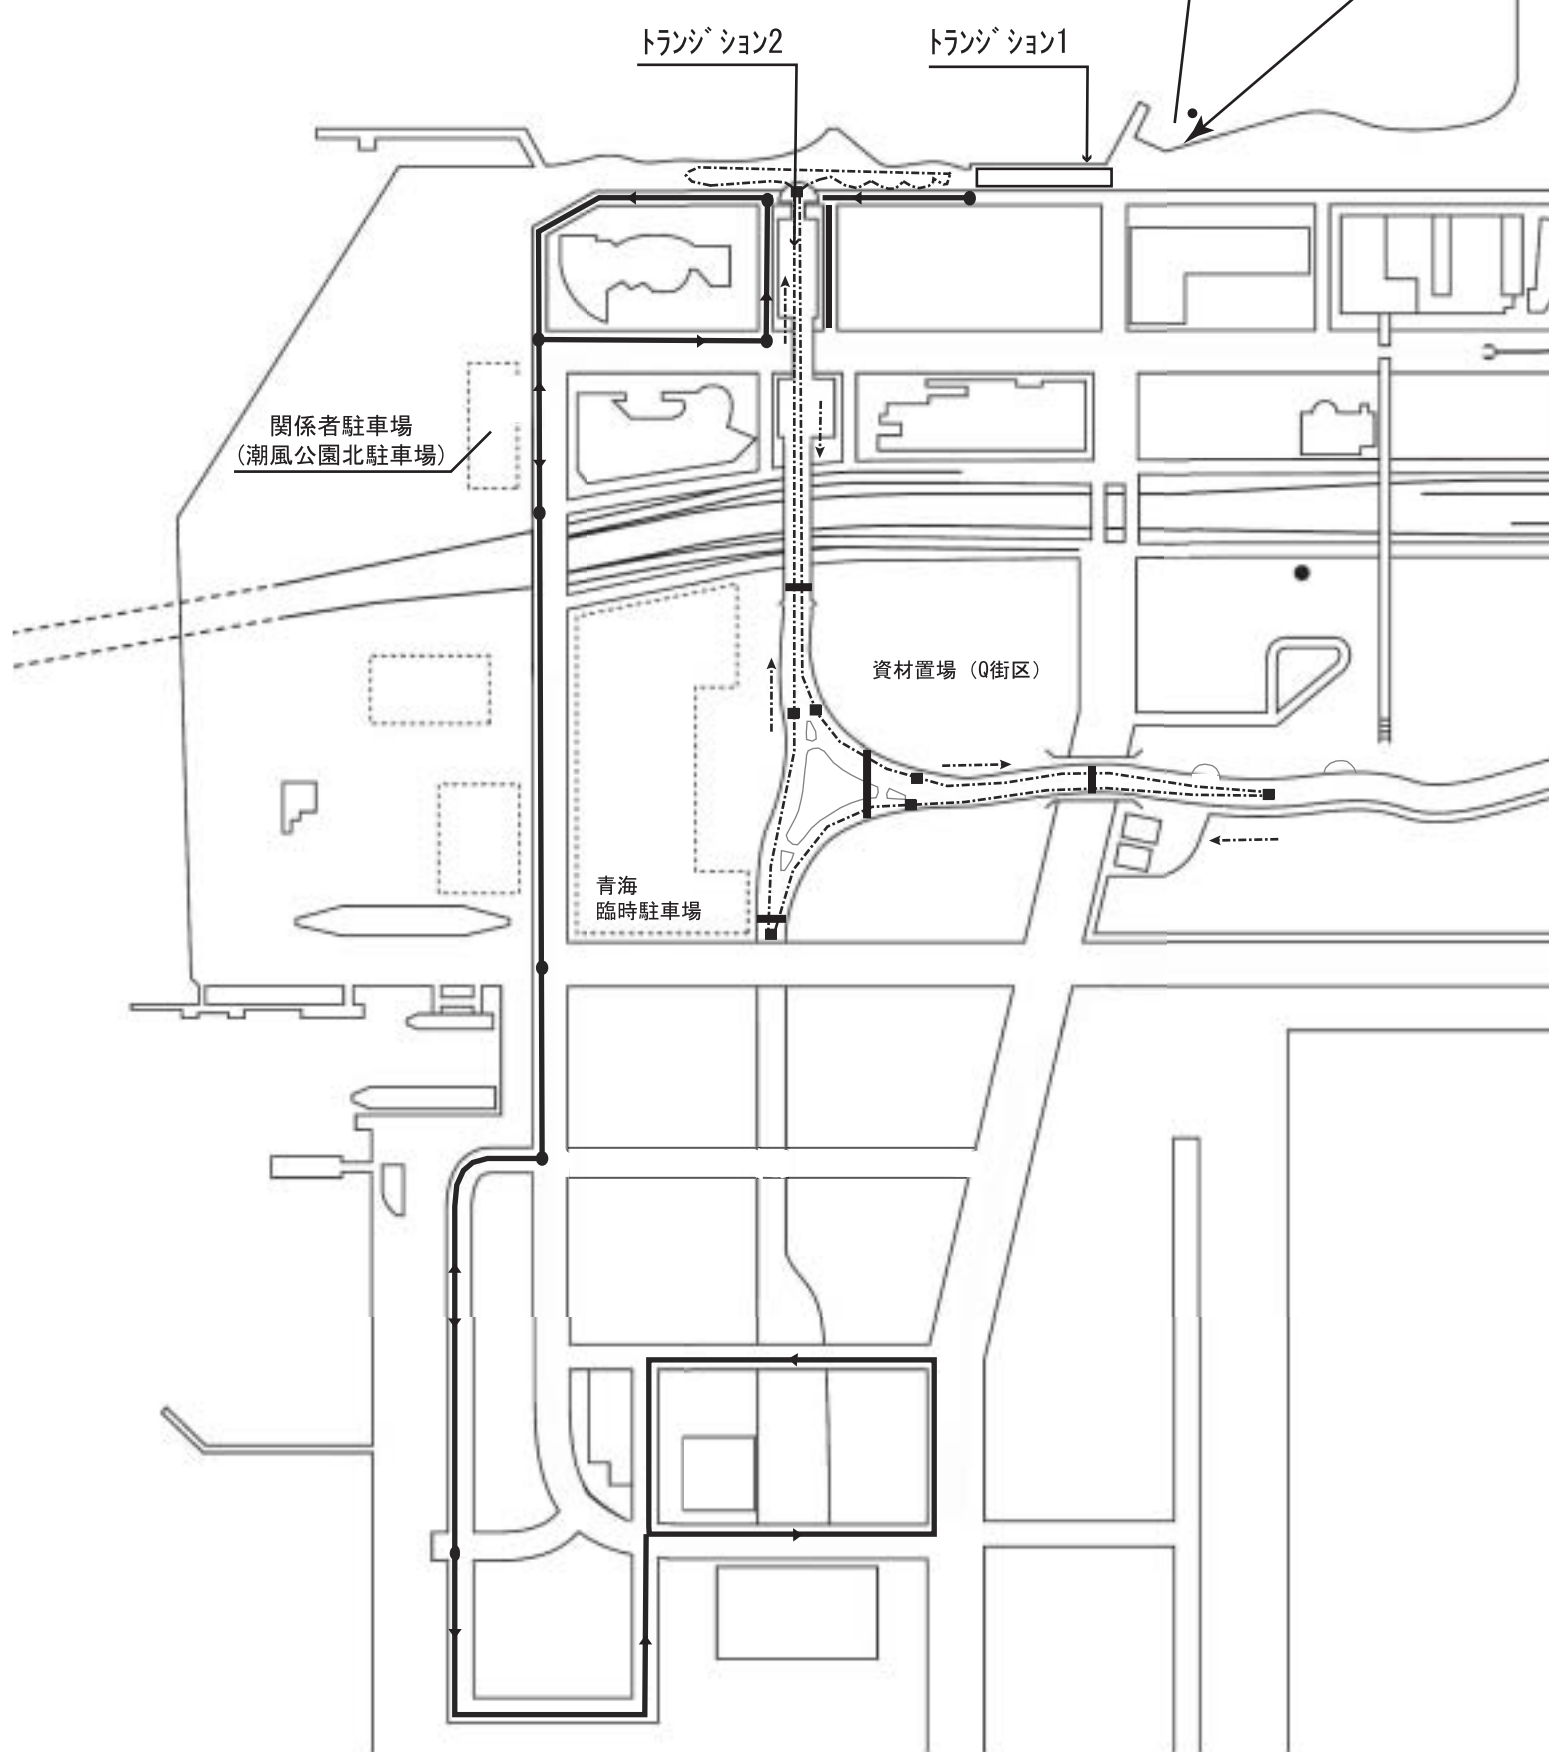 トランジション2
トランジション1
関係者駐車場
(潮風公園北駐車場)
資材置場（Q街区）
青海
臨時駐車場